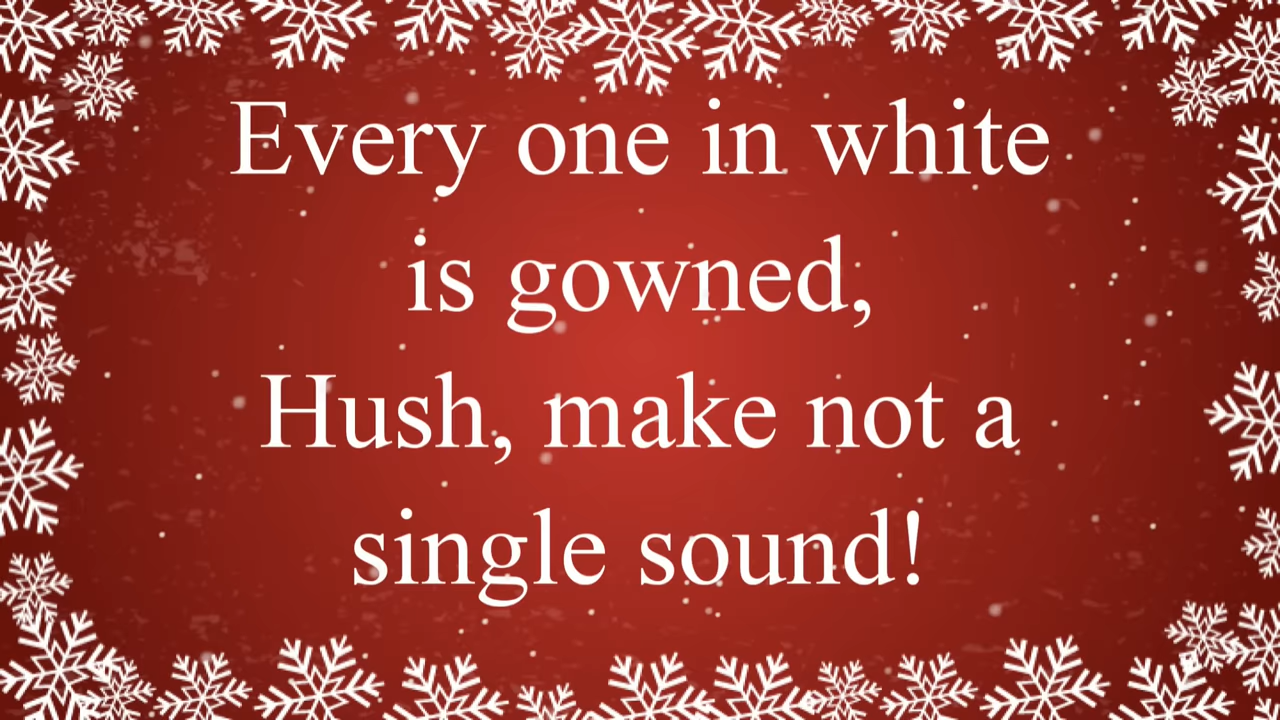 Every one in white
is gowned,
Hush, make not a
single sound!